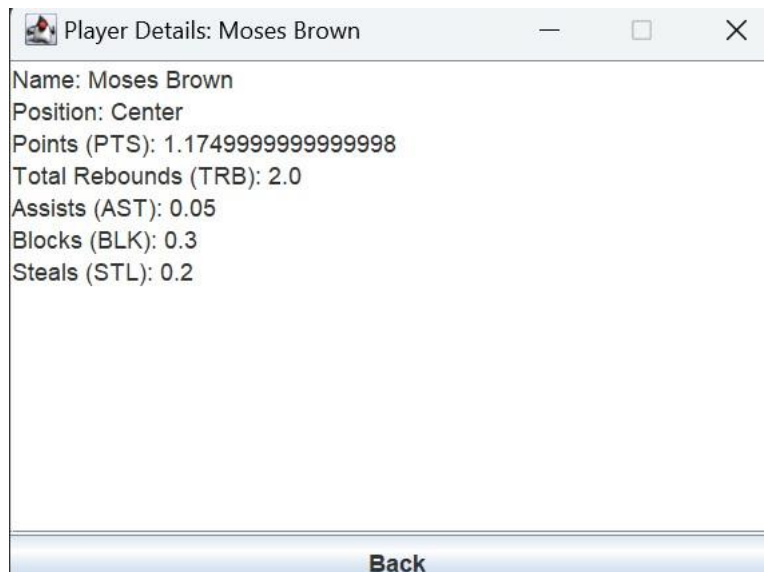 Player Details: Moses Brown
Name: Moses Brown
Position: Center
Points (PTS): 1.1749999999999998
Total Rebounds (TRB): 2.0
Assists (AST): 0.05
Blocks (BLK): 0.3
Steals (STL): 0.2
Back